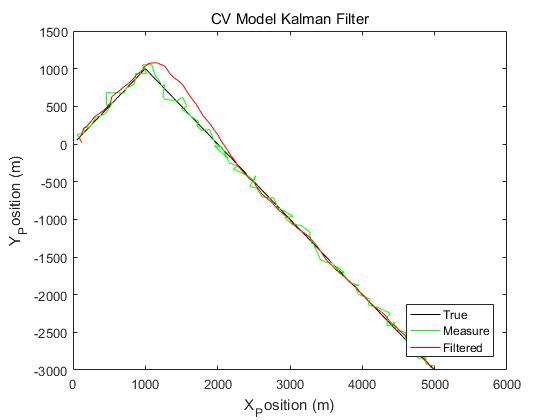 CV Model Kalman Filter
1500
1000
500
0
-500
-1000
-1500
-2000
-2500
-3000
Y_Position (m)
True
Measure
Filtered
0 1000 2000 3000 4000 5000 6000
X_Position (m)